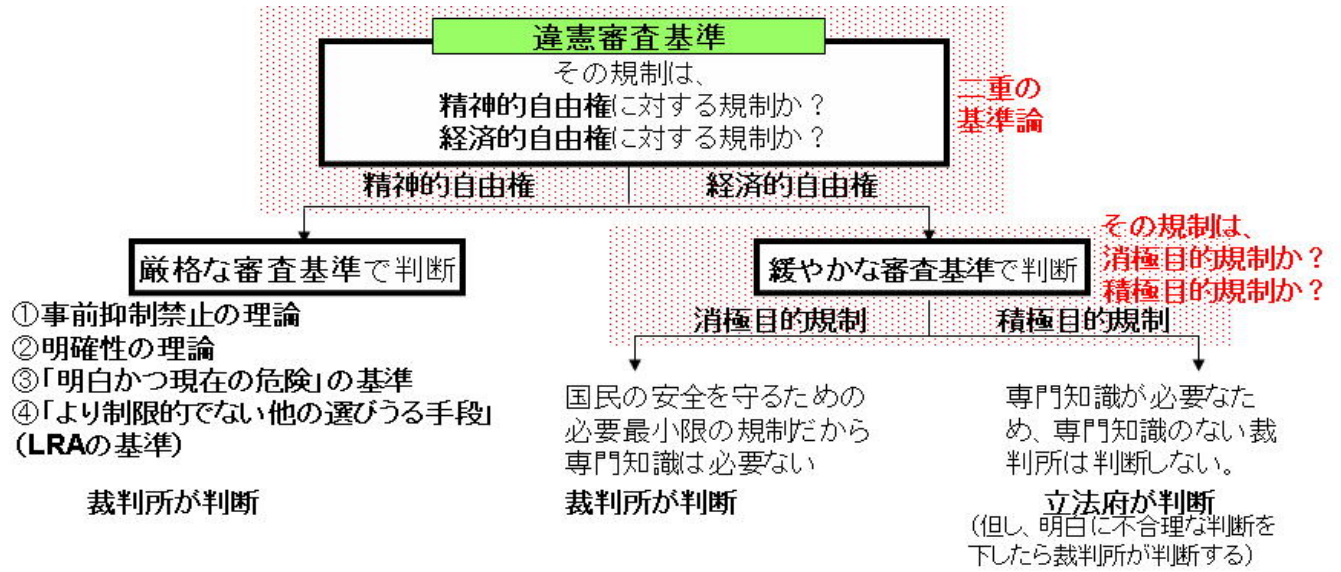 違憲審査基準
その規制は、
精神的自由権に対する規制か？
経済的自由権に対する規制か？
二重の
基準論
精神的自由権
経済的自由権
厳格な審査基準で判断
①事前抑制禁止の理論
②明確性の理論
③「明白かつ現在の危険」の基準
④「より制限的でない他の選びうる手段」
（LRAの基準）
裁判所が判断
緩やかな審査基準で判断
その規制は、
消極目的規制か？
積極目的規制か？
消極目的規制
積極目的規制
国民の安全を守るための
必要最小限の規制だから
専門知識は必要ない
裁判所が判断
専門知識が必要なた
め、専門知識のない裁
判所は判断しない。
立法府が判断
（但し、明白に不合理な判断を
下したら裁判所が判断する）